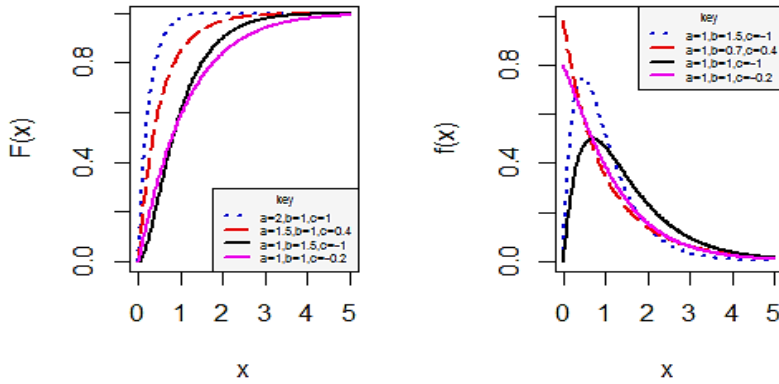 F(x)
0.0 0.4 0.8
key
a=2,b=1,c=1
a=1.5,b=1,c=0.4
a=1,b=1.5,c=-1
a=1,b=1,c=-0.2
0 1 2 3 4 5
x
f(x)
0.0 0.4 0.8
key
a=1,b=1.5,c=-1
a=1,b=0.7,c=0.4
a=1,b=1,c=-1
a=1,b=1,c=-0.2
0 1 2 3 4 5
x